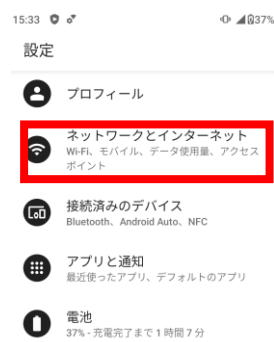 15:33 37%
設定
プロフィール
ネットワークとインターネット
Wi-Fi、モバイル、データ使用量、アクセス
ポイント
接続済みのデバイス
Bluetooth、Android Auto、NFC
アプリと通知
最近使ったアプリ、デフォルトのアプリ
電池
37% - 充電完了まで 1 時間 7 分